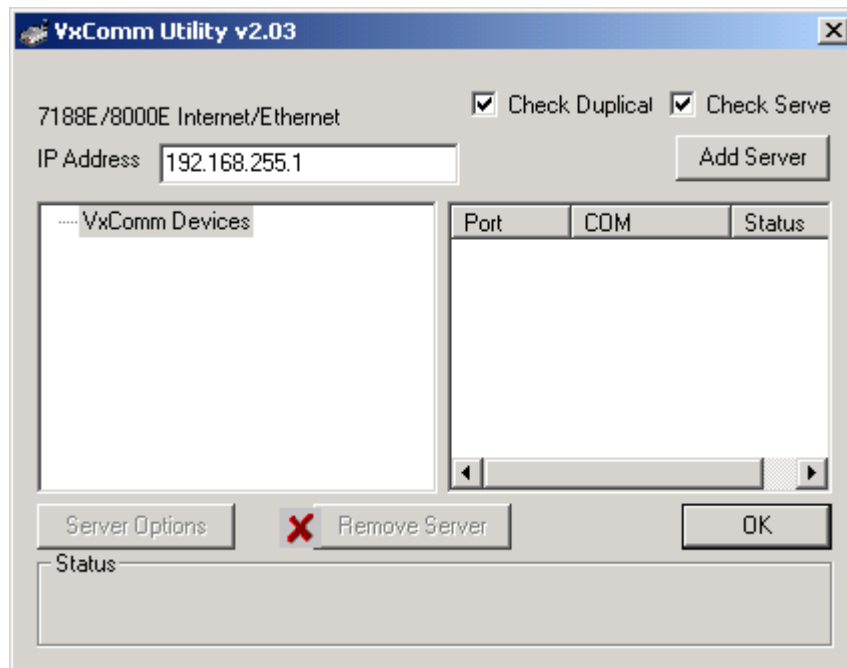 VxComm Utility v2.03
Check Duplical Check Serve
7188E/8000E Internet/Ethernet
IP Address 192.168.255.1 Add Server
VxComm Devices
Port COM Status
Server Options Remove Server OK
Status